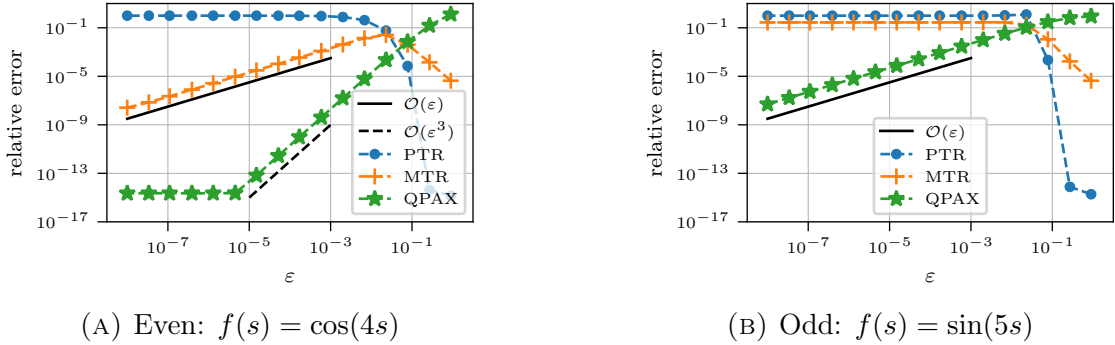 relative error
10⁻¹
10⁻⁵
10⁻⁹
10⁻¹³
10⁻¹⁷
10⁻⁷
10⁻⁵
10⁻³
10⁻¹
ε
𝒪(ε)
𝒪(ε³)
PTR
MTR
QPAX
(A) Even: f(s) = cos(4s)
relative error
10⁻¹
10⁻⁵
10⁻⁹
10⁻¹³
10⁻¹⁷
10⁻⁷
10⁻⁵
10⁻³
10⁻¹
ε
𝒪(ε)
PTR
MTR
QPAX
(B) Odd: f(s) = sin(5s)